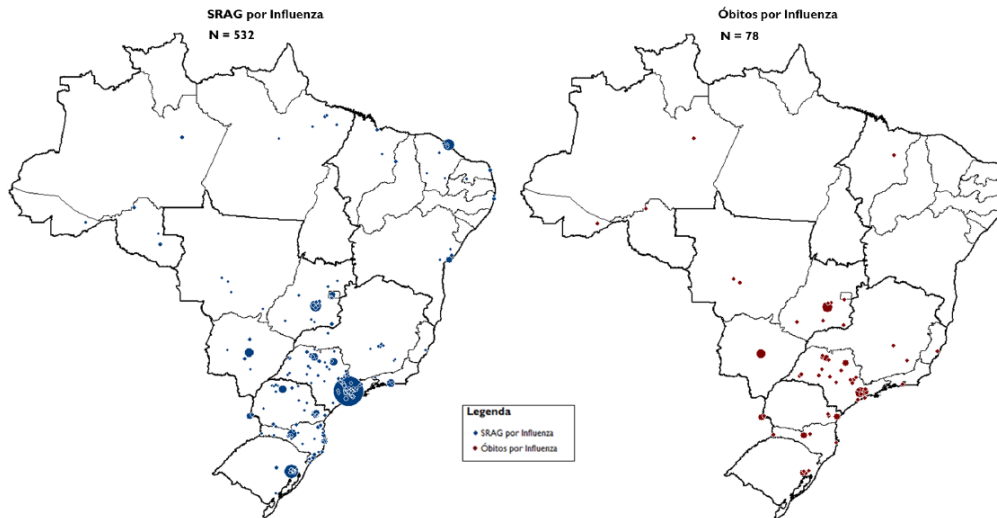 SRAG por Influenza
N = 532
Óbitos por Influenza
N = 78
Legenda
SRAG por Influenza
Óbitos por Influenza